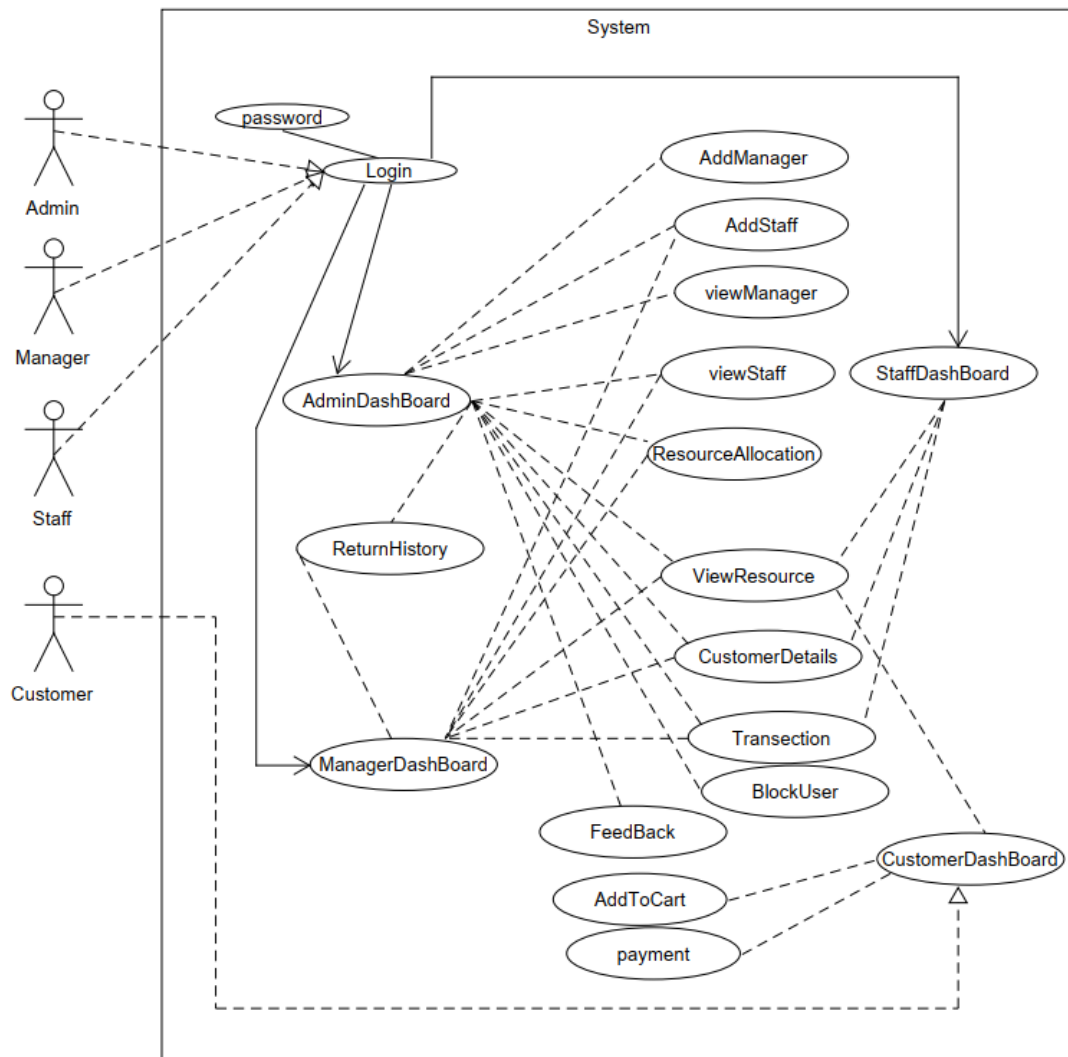 System
password
Login
Admin
Manager
Staff
Customer
AddManager
AddStaff
viewManager
viewStaff
StaffDashBoard
AdminDashBoard
ResourceAllocation
ReturnHistory
ViewResource
CustomerDetails
Transection
ManagerDashBoard
BlockUser
FeedBack
CustomerDashBoard
AddToCart
payment